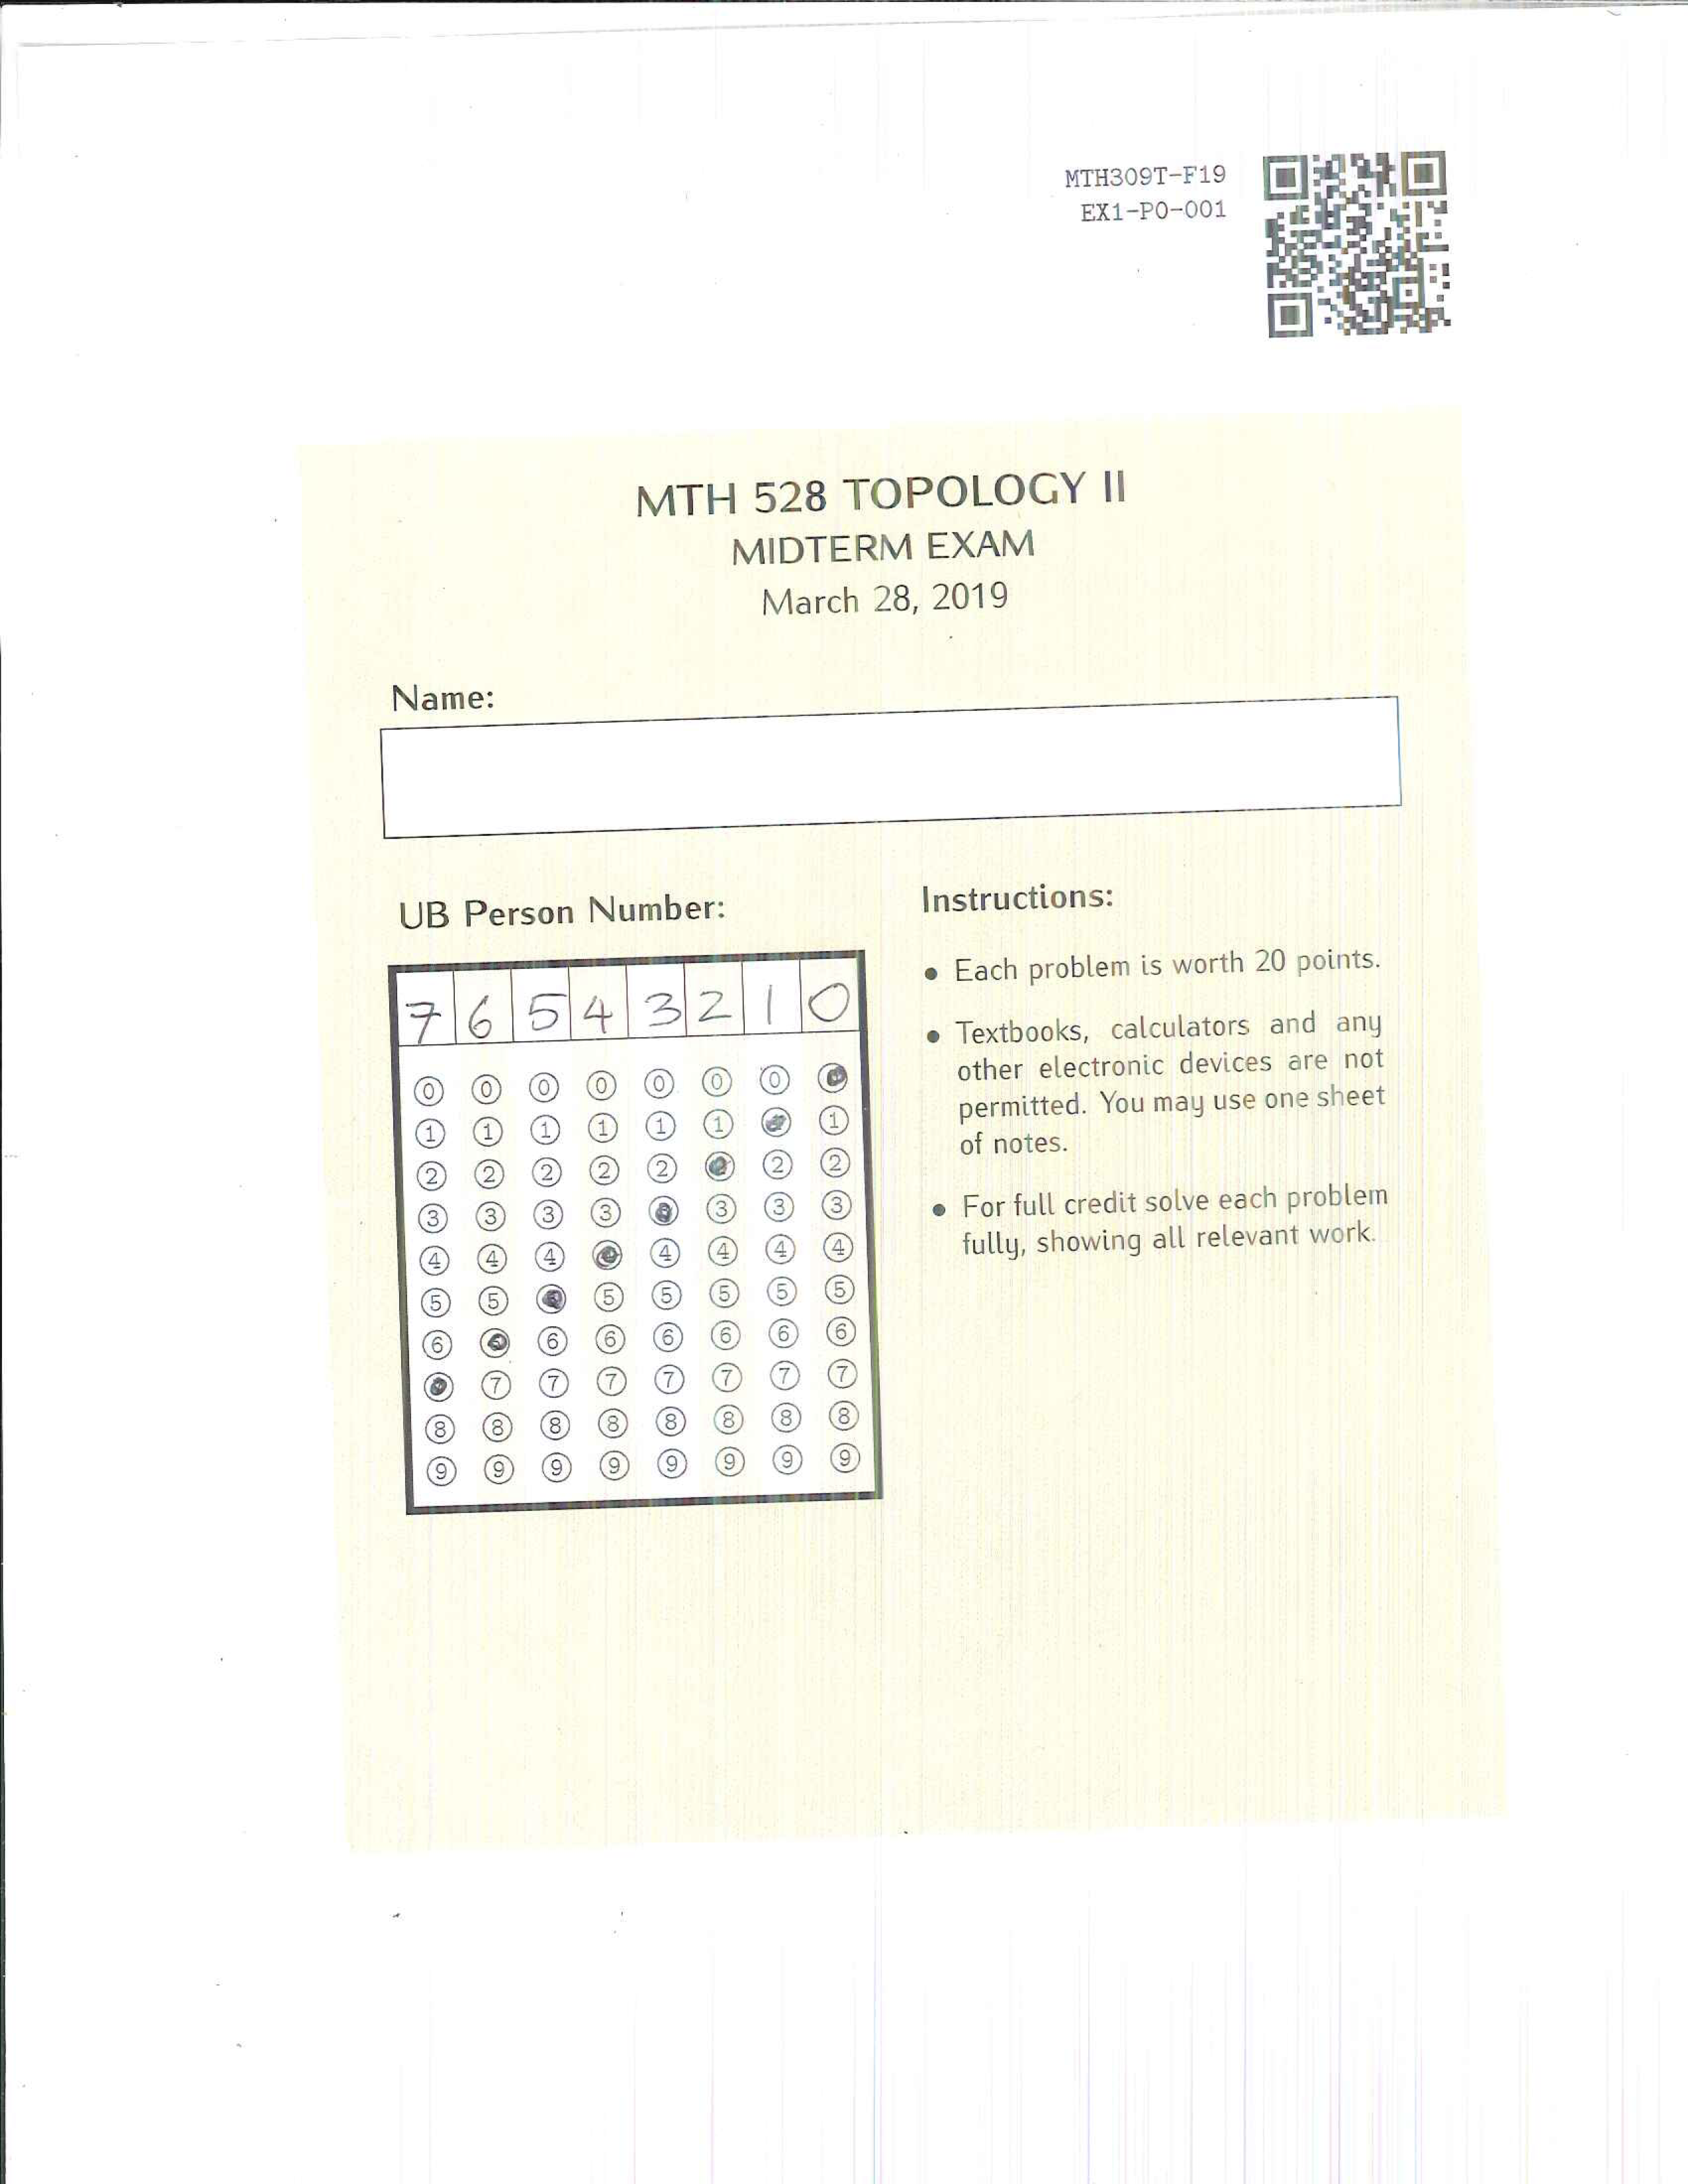 MTH309T-F19
EX1-P0-001
MTH 528 TOPOLOGY II
MIDTERM EXAM
March 28, 2019
Name:
UB Person Number:
7 6 5 4 3 2 1 0
0 0 0 0 0 0 0 0
1 1 1 1 1 1 1 1
2 2 2 2 2 2 2 2
3 3 3 3 3 3 3 3
4 4 4 4 4 4 4 4
5 5 5 5 5 5 5 5
6 6 6 6 6 6 6 6
7 7 7 7 7 7 7 7
8 8 8 8 8 8 8 8
9 9 9 9 9 9 9 9
Instructions:
• Each problem is worth 20 points.
• Textbooks, calculators and any
other electronic devices are not
permitted. You may use one sheet
of notes.
• For full credit solve each problem
fully, showing all relevant work.